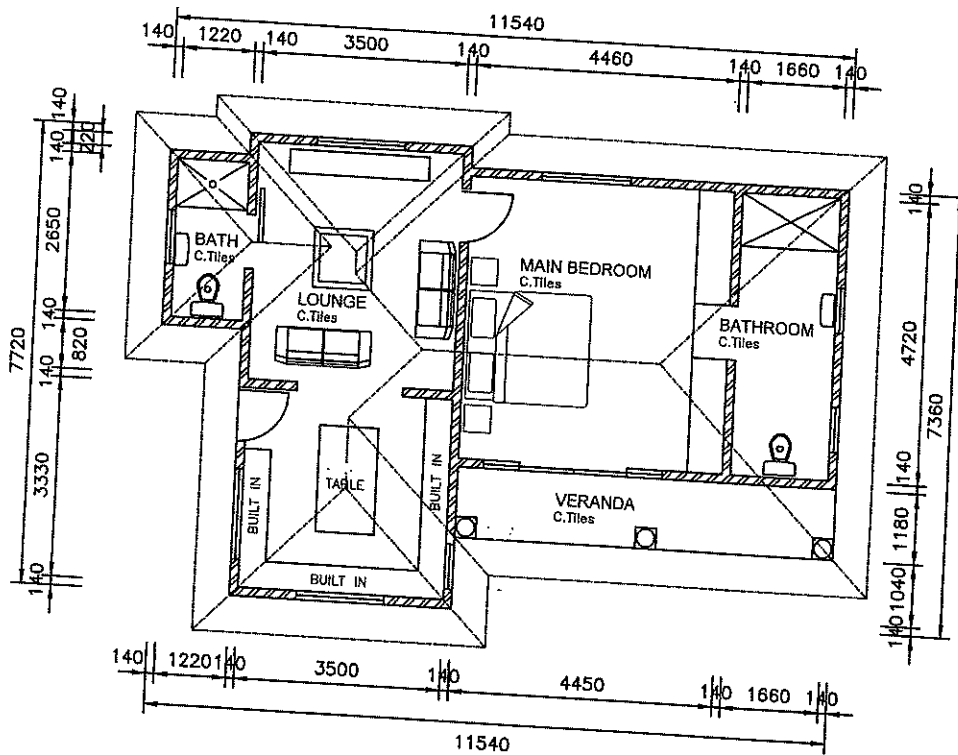 11540
140 1220 140 3500 140 4460 140 1660 140
140
220
140
2650
140
820
140
3330
140
7720
BATH
C.Tiles
LOUNGE
C.Tiles
MAIN BEDROOM
C.Tiles
BATHROOM
C.Tiles
VERANDA
C.Tiles
TABLE
BUILT IN
BUILT IN
BUILT IN
140
4720
140
1180
1040
140
7360
140 1220 140 3500 140 4450 140 1660 140
11540